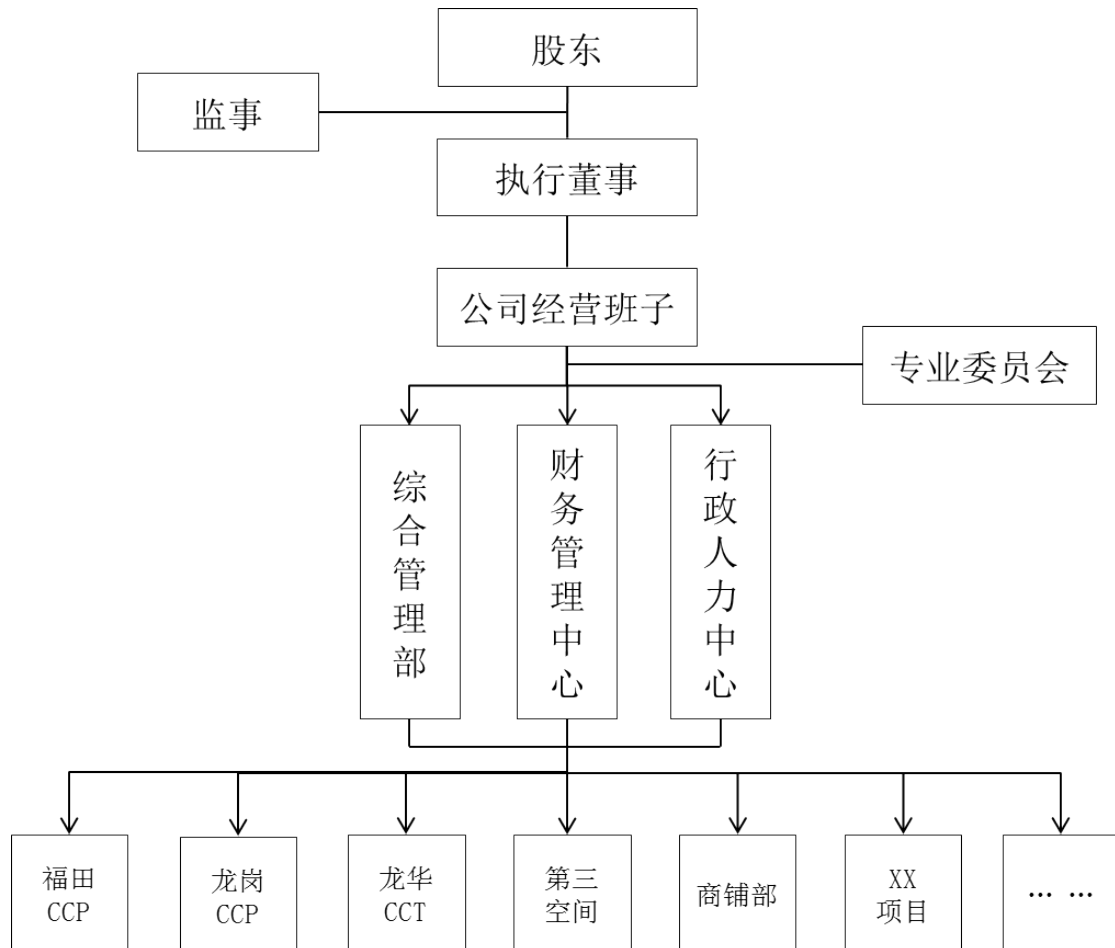 股东
监事
执行董事
公司经营班子
专业委员会
综合管理部
财务管理中心
行政人力中心
福田
CCP
龙岗
CCP
龙华
CCT
第三
空间
商铺部
XX
项目
... ...